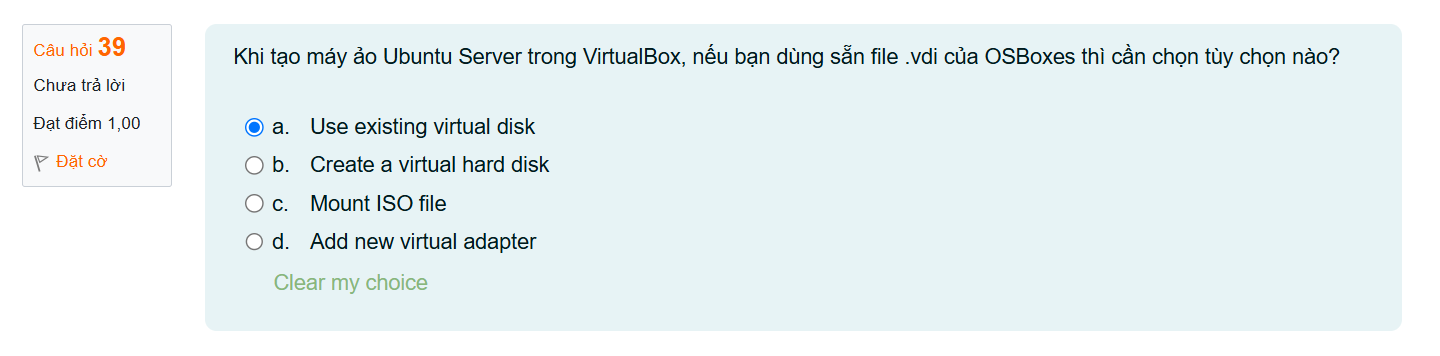 Câu hỏi 39
Chưa trả lời
Đạt điểm 1,00
Đặt cờ
Khi tạo máy ảo Ubuntu Server trong VirtualBox, nếu bạn dùng sẵn file .vdi của OSBoxes thì cần chọn tùy chọn nào?
a. Use existing virtual disk
b. Create a virtual hard disk
c. Mount ISO file
d. Add new virtual adapter
Clear my choice